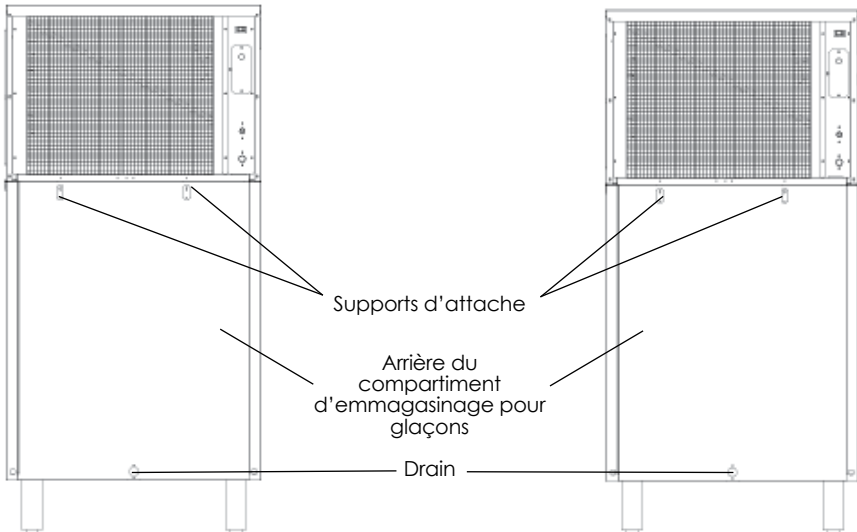 Supports d’attache
Arrière du
compartiment
d’emmagasinage pour
glaçons
Drain